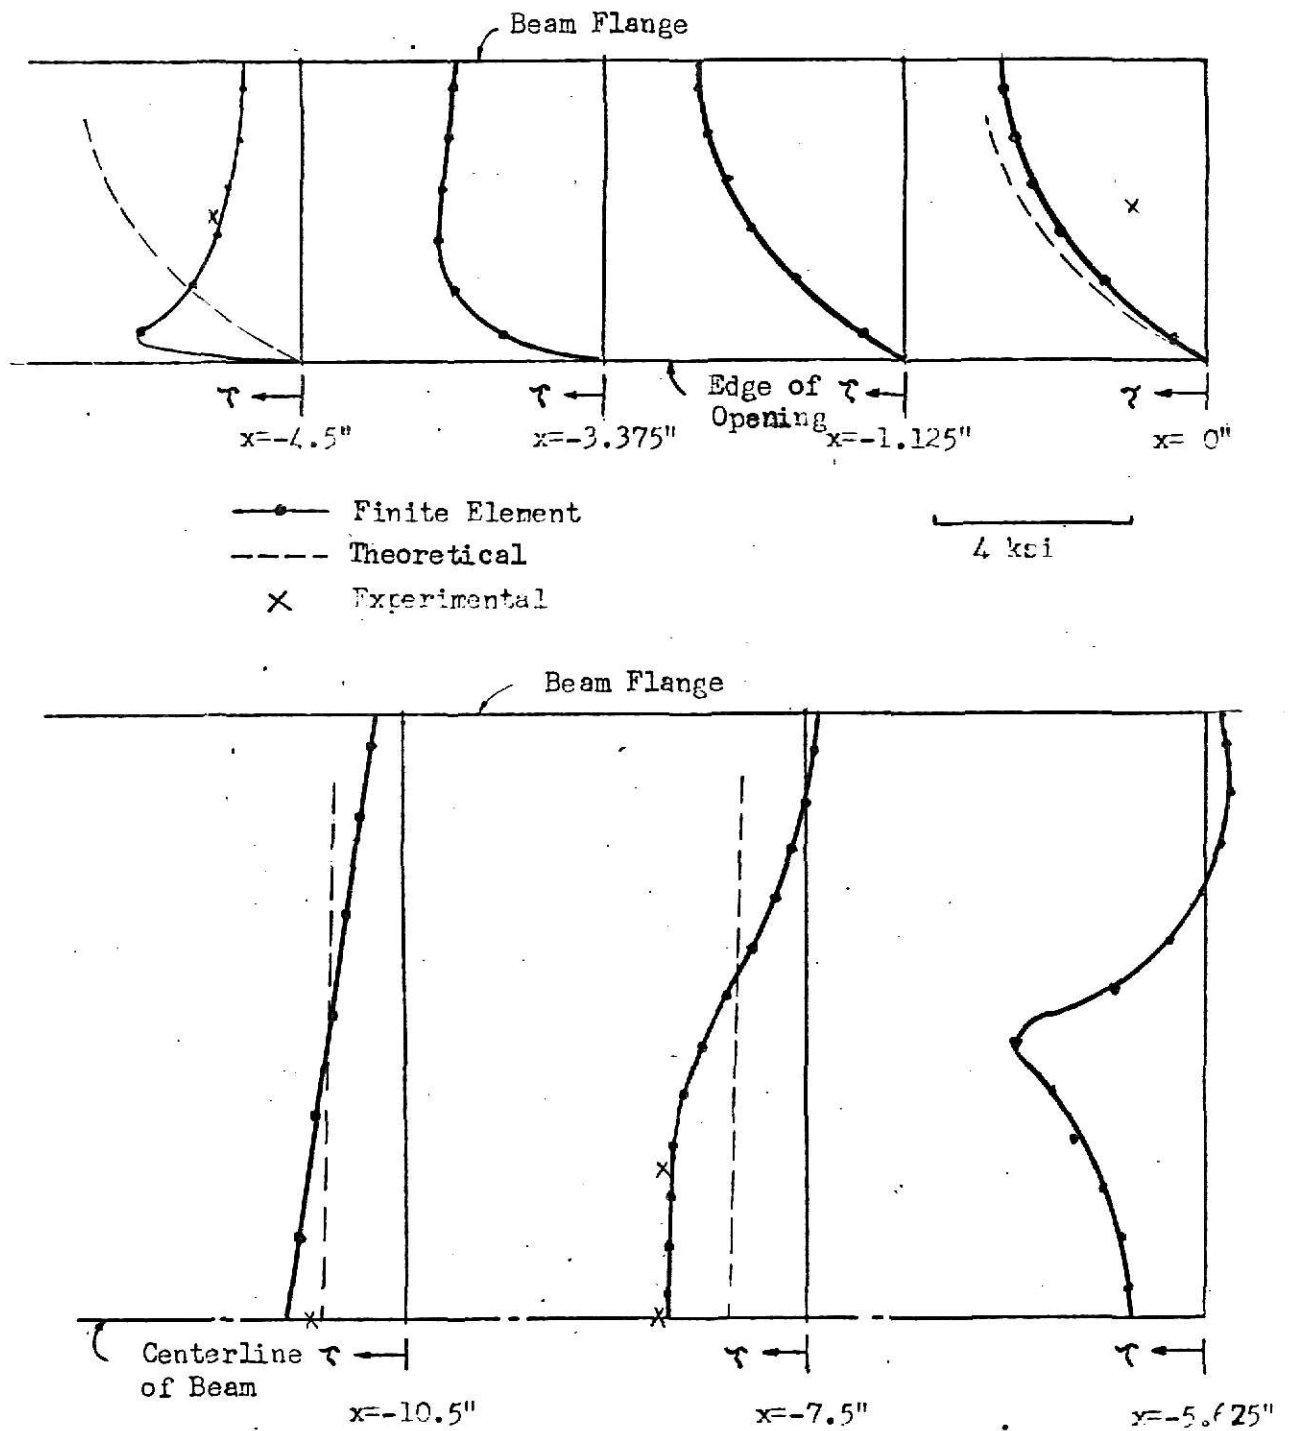 Beam Flange
τ
τ
Edge of
Opening
τ
τ
x=-4.5"
x=-3.375"
x=-1.125"
x= 0"
Finite Element
4 ksi
Theoretical
Experimental
Beam Flange
Centerline
of Beam
τ
τ
τ
x=-10.5"
x=-7.5"
x=-5.625"